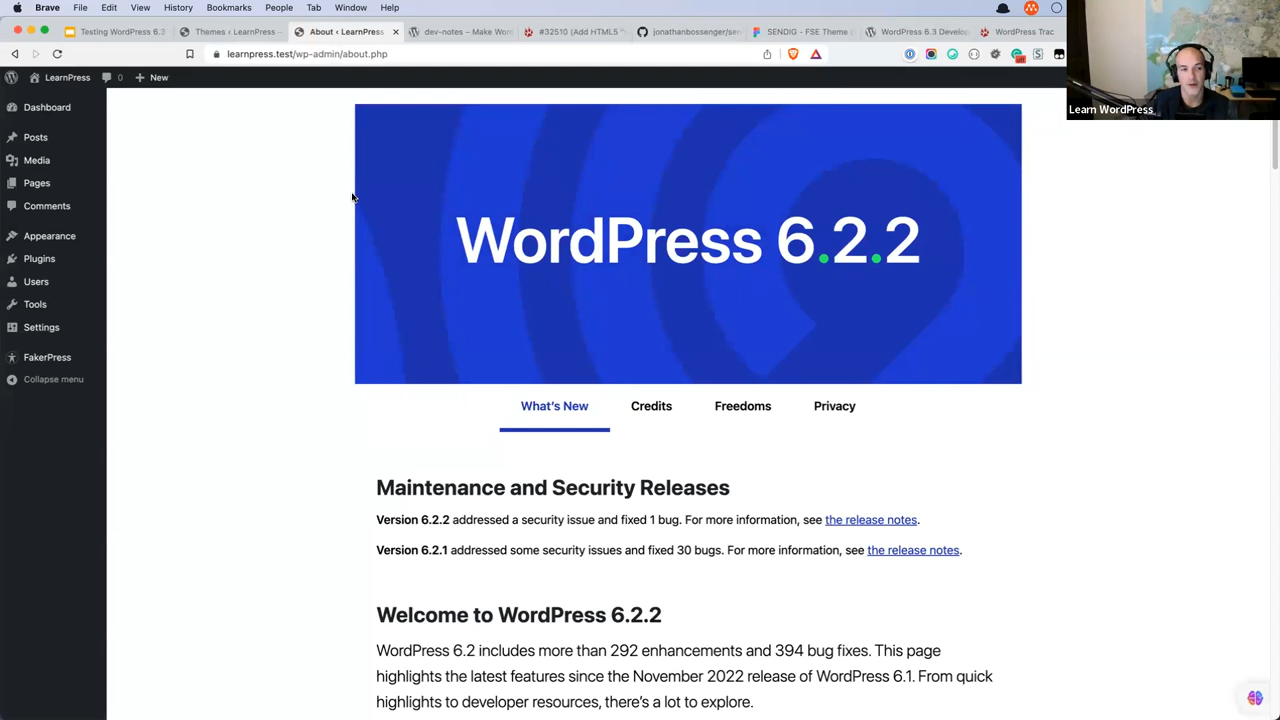 Brave File Edit View History Bookmarks People Tab Window Help
Testing WordPress 6.3
Themes ‹ LearnPress
About ‹ LearnPress
dev-notes – Make Wor
#32510 (Add HTML5
jonathanbossenger/sen
SENDIG - FSE Theme
WordPress 6.3 Develo
WordPress Trac
learnpress.test/wp-admin/about.php
LearnPress 0 New
Learn WordPress
Dashboard
Posts
Media
Pages
Comments
Appearance
Plugins
Users
Tools
Settings
FakerPress
Collapse menu
WordPress 6.2.2
What's New Credits Freedoms Privacy
Maintenance and Security Releases
Version 6.2.2 addressed a security issue and fixed 1 bug. For more information, see the release notes.
Version 6.2.1 addressed some security issues and fixed 30 bugs. For more information, see the release notes.
Welcome to WordPress 6.2.2
WordPress 6.2 includes more than 292 enhancements and 394 bug fixes. This page
highlights the latest features since the November 2022 release of WordPress 6.1. From quick
highlights to developer resources, there's a lot to explore.